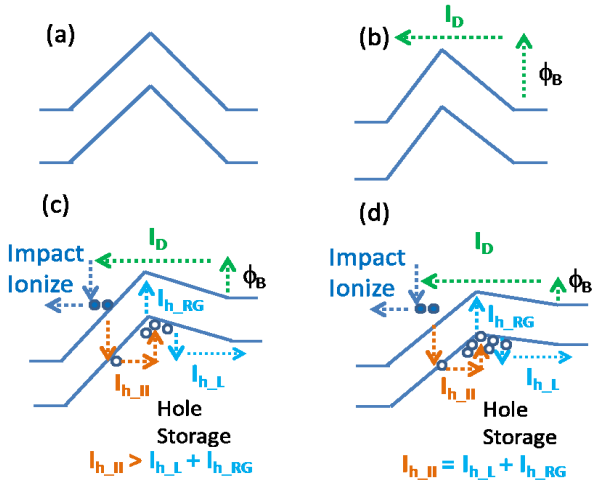 (a)
(b)
I_D
ϕ_B
(c)
Impact
Ionize
I_D
ϕ_B
I_h_RG
I_h_II
I_h_L
Hole
Storage
I_h_II > I_h_L + I_h_RG
(d)
Impact
Ionize
I_D
ϕ_B
I_h_RG
I_h_II
I_h_L
Hole
Storage
I_h_II = I_h_L + I_h_RG